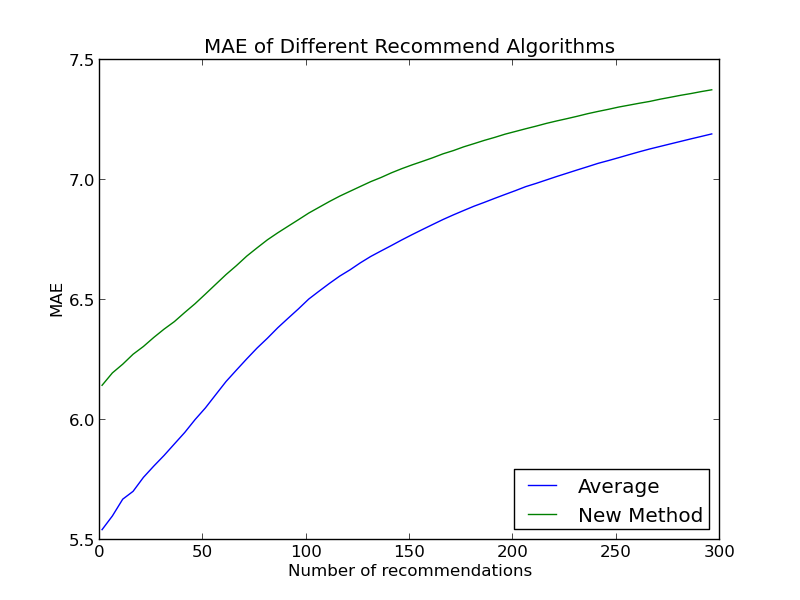 MAE of Different Recommend Algorithms
7.5
7.0
6.5
6.0
5.5
MAE
Average
New Method
0 50 100 150 200 250 300
Number of recommendations